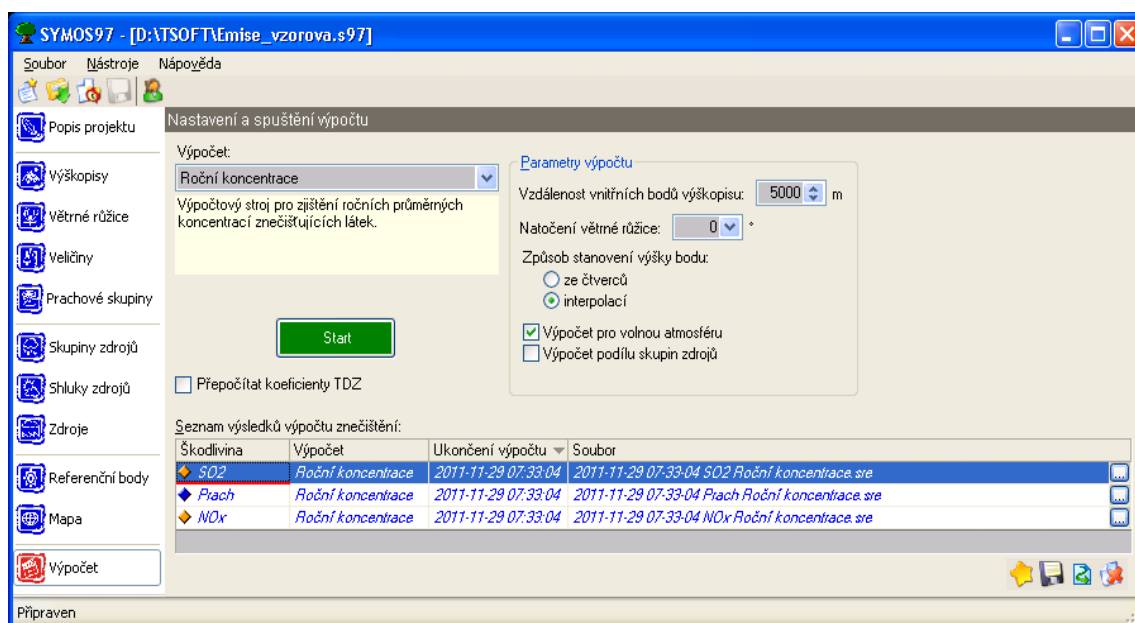 SYMOS97 - [D:\TSOFT\Emise_vzorova.s97]
Soubor Nástroje Nápověda
Popis projektu
Výškopisy
Větrné růžice
Veličiny
Prachové skupiny
Skupiny zdrojů
Shluky zdrojů
Zdroje
Referenční body
Mapa
Výpočet
Nastavení a spuštění výpočtu
Výpočet:
Roční koncentrace
Výpočtový stroj pro zjištění ročních průměrných
koncentrací znečišťujících látek.
Start
Přepočítat koeficienty TDZ
Parametry výpočtu
Vzdálenost vnitřních bodů výškopisu: 5000 m
Natočení větrné růžice: 0 °
Způsob stanovení výšky bodu:
ze čtverců
interpolací
Výpočet pro volnou atmosféru
Výpočet podílu skupin zdrojů
Seznam výsledků výpočtu znečištění:
Škodlivina Výpočet Ukončení výpočtu Soubor
SO2 Roční koncentrace 2011-11-29 07:33:04 2011-11-29 07-33-04 SO2 Roční koncentrace.sre
Prach Roční koncentrace 2011-11-29 07:33:04 2011-11-29 07-33-04 Prach Roční koncentrace.sre
NOx Roční koncentrace 2011-11-29 07:33:04 2011-11-29 07-33-04 NOx Roční koncentrace.sre
Připraven